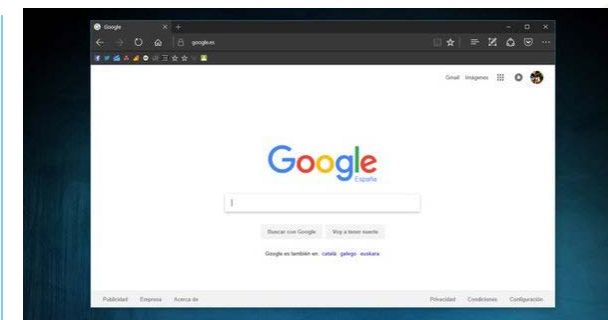 Google
google.es
Gmail Imágenes
Google
España
Buscar con Google Voy a tener suerte
Google.es también en: català galego euskara
Publicidad Empresa Acerca de Privacidad Condiciones Configuración